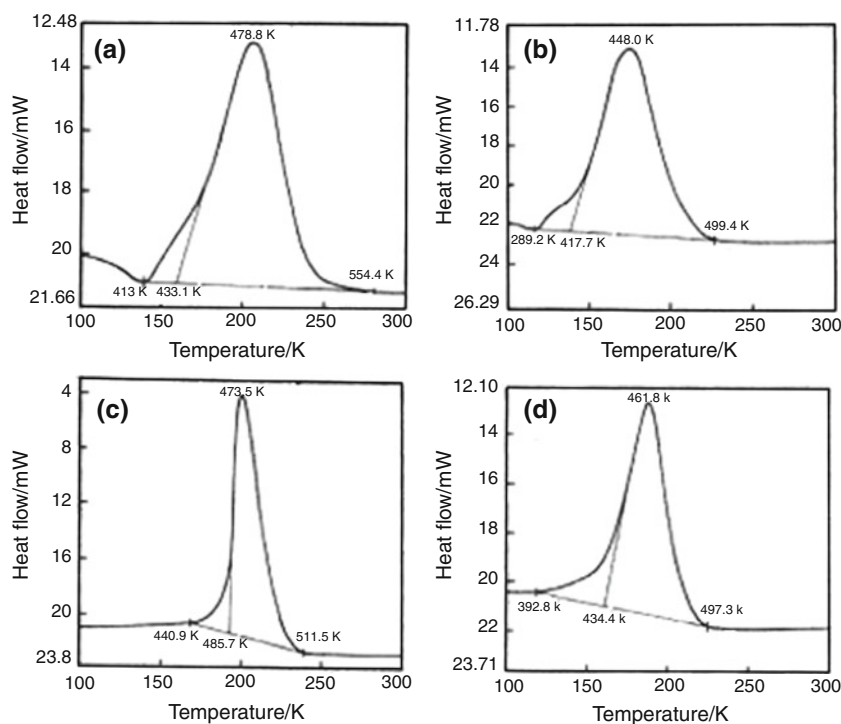 12.48
(a)
478.8 K
14
16
18
20
21.66
413 K
433.1 K
554.4 K
100 150 200 250 300
Temperature/K
Heat flow/mW
11.78
(b)
448.0 K
14
16
18
20
22
24
26.29
289.2 K
417.7 K
499.4 K
100 150 200 250 300
Temperature/K
Heat flow/mW
(c)
473.5 K
4
8
12
16
20
23.8
440.9 K
485.7 K
511.5 K
100 150 200 250 300
Temperature/K
Heat flow/mW
12.10
(d)
461.8 k
14
16
18
20
22
23.71
392.8 k
434.4 k
497.3 k
100 150 200 250 300
Temperature/K
Heat flow/mW